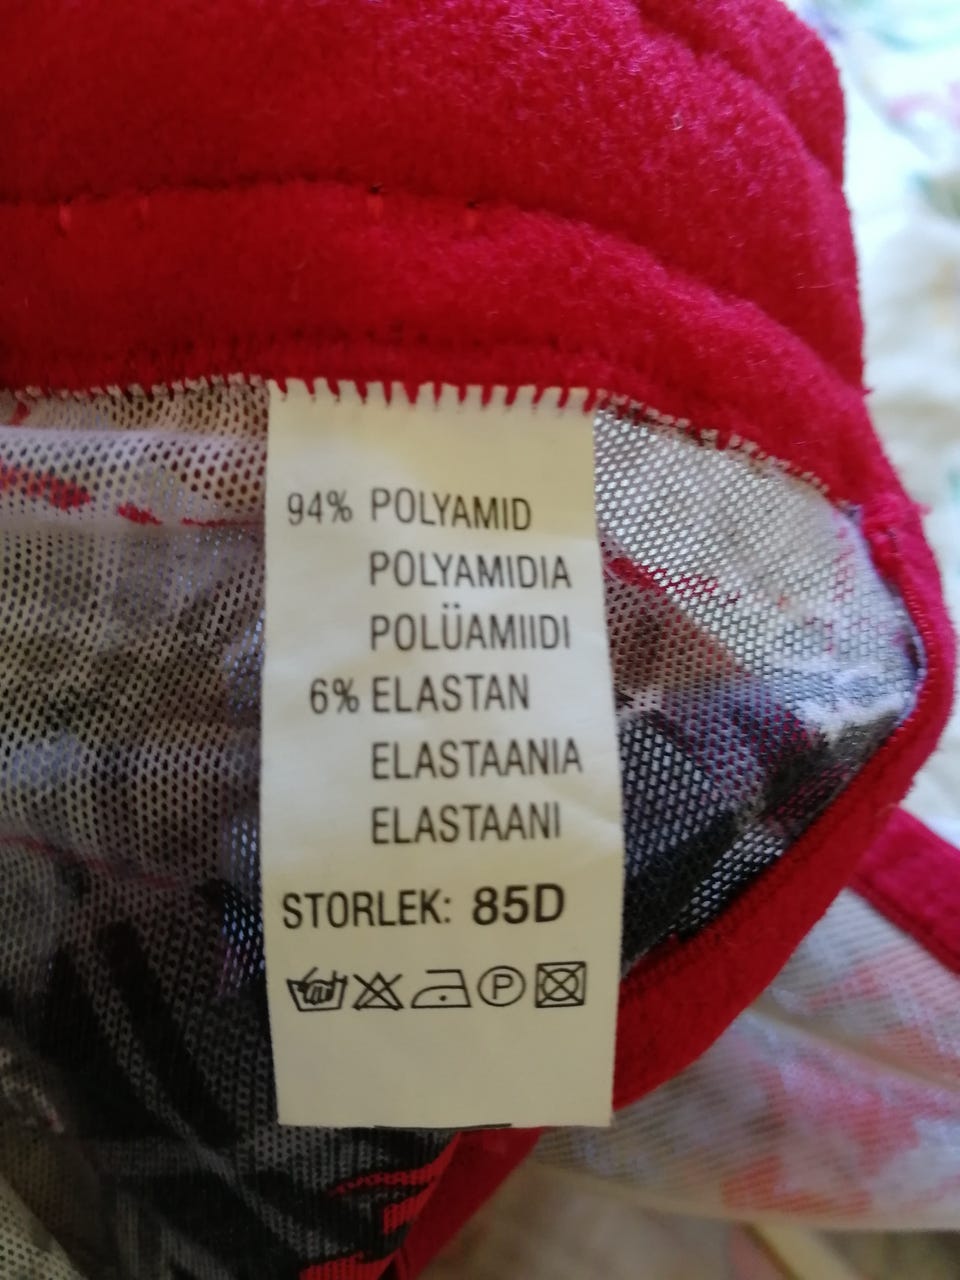 94% POLYAMID
POLYAMIDIA
POLÜAMIIDI
6% ELASTAN
ELASTAANIA
ELASTAANI
STORLEK: 85D
P